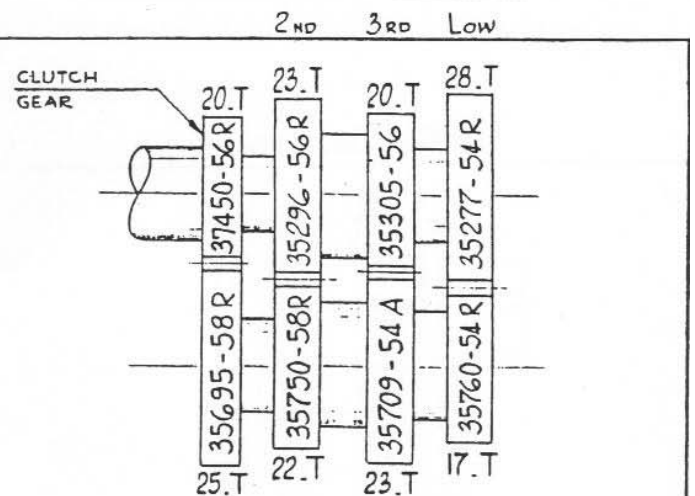 2ND 3RD LOW
CLUTCH
GEAR
20.T 23.T 20.T 28.T
37450-56R 35296-56R 35305-56 35277-54R
35695-58R 35750-58R 35709-54A 35760-54R
25.T 22.T 23.T 17.T